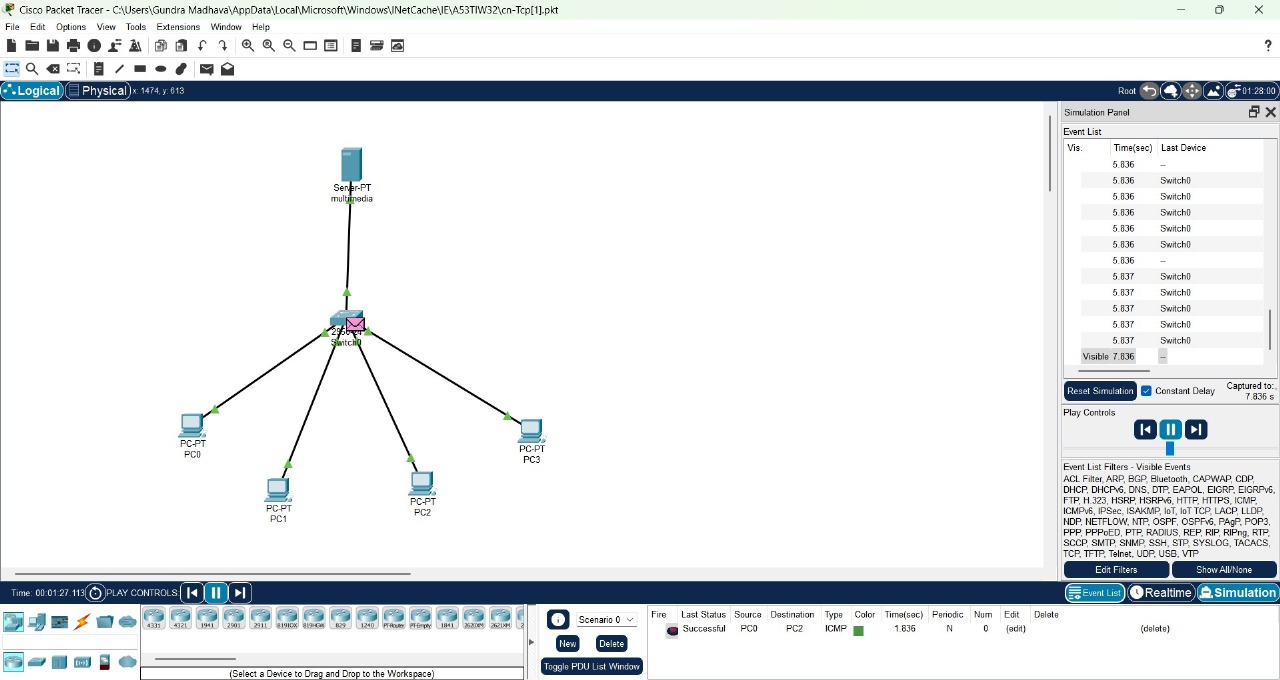 Cisco Packet Tracer - C:\Users\Gundra Madhava\AppData\Local\Microsoft\Windows\INetCache\IE\A53TIW32\cn-Tcp[1].pkt
File Edit Options View Tools Extensions Window Help
Logical Physical x: 1474, y: 613 Root 01:28:00
Simulation Panel
Event List
Vis. Time(sec) Last Device
5.836 --
5.836 Switch0
5.836 Switch0
5.836 Switch0
5.836 Switch0
5.836 Switch0
5.836 --
5.837 Switch0
5.837 Switch0
5.837 Switch0
5.837 Switch0
5.837 Switch0
Visible 7.836 --
Reset Simulation Constant Delay Captured to:
7.836 s
Play Controls
Event List Filters - Visible Events
ACL Filter, ARP, BGP, Bluetooth, CAPWAP, CDP,
DHCP, DHCPv6, DNS, DTP, EAPOL, EIGRP, EIGRPv6,
FTP, H.323, HSRP, HSRPv6, HTTP, HTTPS, ICMP,
ICMPv6, IPSec, ISAKMP, IoT, IoT TCP, LACP, LLDP,
NDP, NETFLOW, NTP, OSPF, OSPFv6, PAgP, POP3,
PPP, PPPoED, PTP, RADIUS, REP, RIP, RIPng, RTP,
SCCP, SMTP, SNMP, SSH, STP, SYSLOG, TACACS,
TCP, TFTP, Telnet, UDP, USB, VTP
Edit Filters Show All/None
Event List Realtime Simulation
Server-PT
multimedia
Switch0
PC-PT
PC0
PC-PT
PC1
PC-PT
PC2
PC-PT
PC3
Time: 00:01:27.113 PLAY CONTROLS:
4331 4321 1941 2901 2911 819IOX 819HGW 829 1240 PT-Router PT-Empty 1841 2620XM 2621XM
(Select a Device to Drag and Drop to the Workspace)
Scenario 0
New Delete
Toggle PDU List Window
Fire Last Status Source Destination Type Color Time(sec) Periodic Num Edit Delete
Successful PC0 PC2 ICMP 1.836 N 0 (edit) (delete)